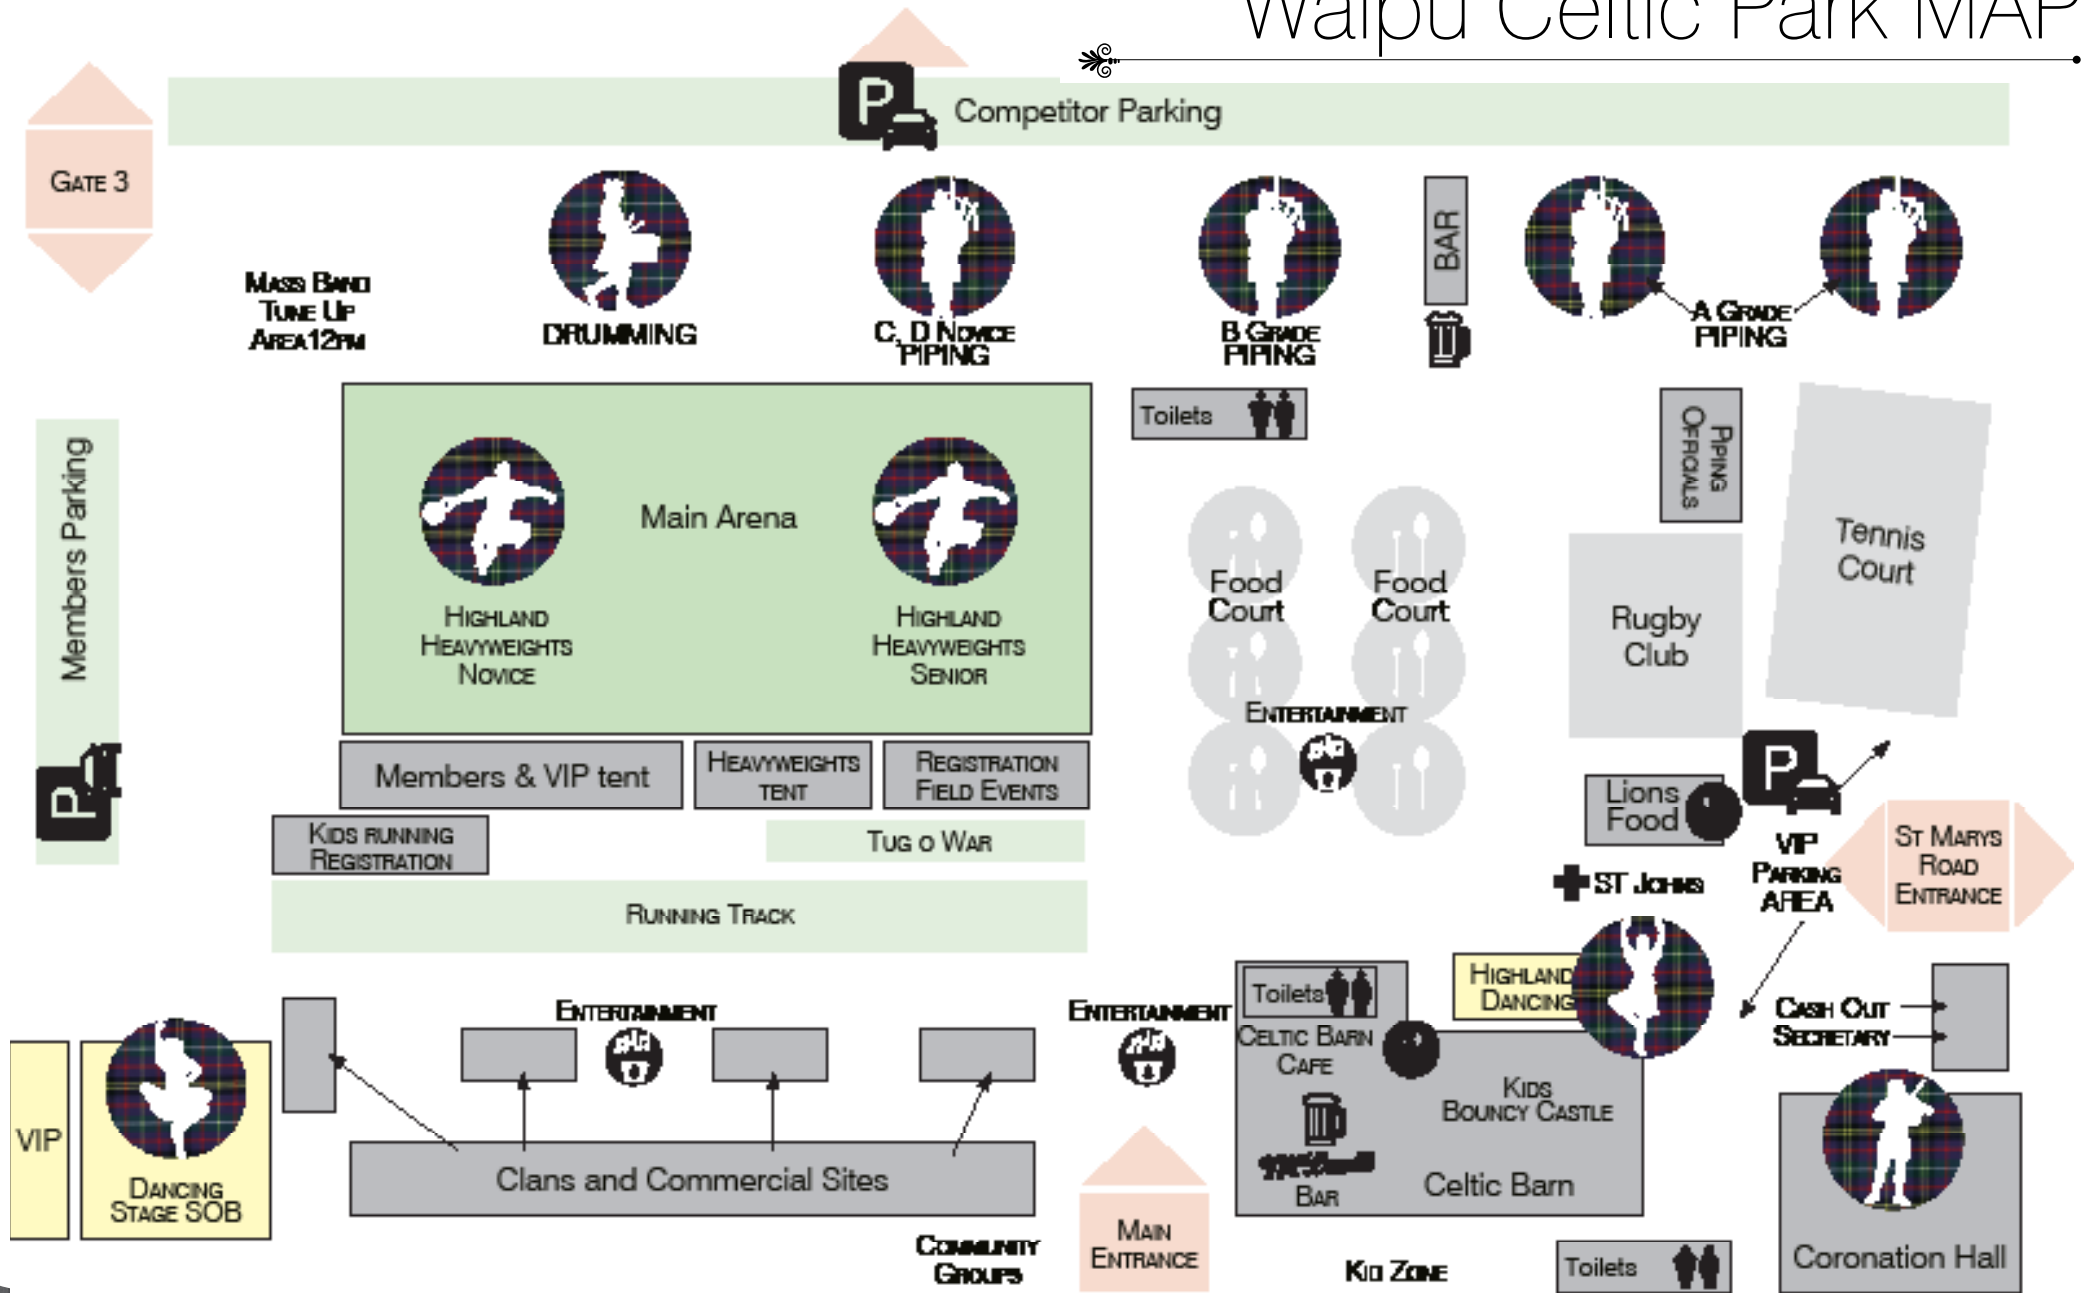 Waipu Celtic Park MAP
P
Competitor Parking
GATE 3
MASS BAND
TUNE UP
AREA 12PM
DRUMMING
C, D NOVICE
PIPING
B GRADE
PIPING
BAR
A GRADE
PIPING
Members Parking
P
Main Arena
HIGHLAND
HEAVYWEIGHTS
NOVICE
HIGHLAND
HEAVYWEIGHTS
SENIOR
Toilets
PIPING
OFFICIALS
Tennis
Court
Food
Court
Food
Court
Rugby
Club
ENTERTAINMENT
Members & VIP tent
HEAVYWEIGHTS
TENT
REGISTRATION
FIELD EVENTS
KIDS RUNNING
REGISTRATION
TUG O WAR
RUNNING TRACK
Lions
Food
P
VIP
PARKING
AREA
ST MARYS
ROAD
ENTRANCE
ST JOHNS
HIGHLAND
DANCING
CASH OUT
SECRETARY
ENTERTAINMENT
ENTERTAINMENT
Toilets
CELTIC BARN
CAFE
KIDS
BOUNCY CASTLE
BAR
Celtic Barn
VIP
DANCING
STAGE SOB
Clans and Commercial Sites
COMMUNITY
GROUPS
MAIN
ENTRANCE
KID ZONE
Toilets
Coronation Hall